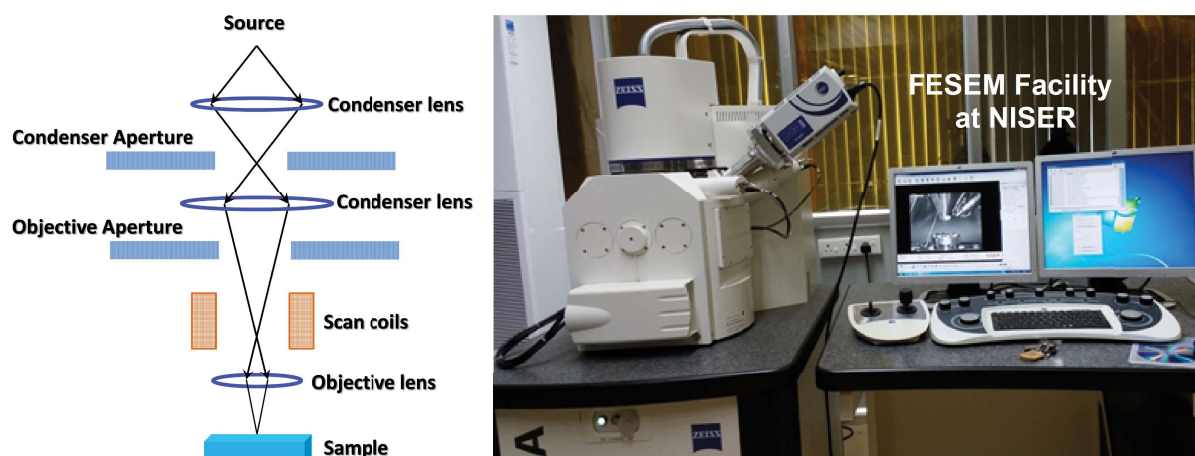 Source
Condenser lens
Condenser Aperture
Condenser lens
Objective Aperture
Scan coils
Objective lens
Sample
FESEM Facility
at NISER
ZEISS
ZEISS
A